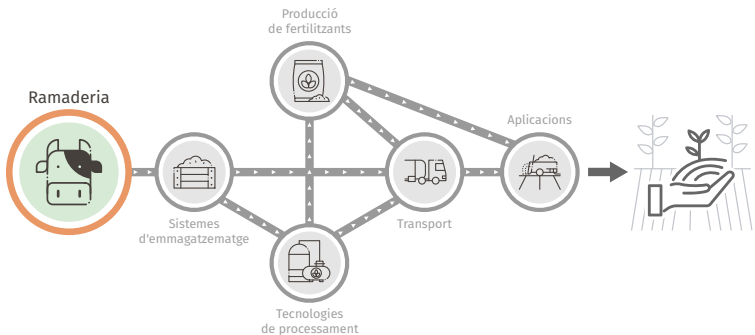 Producció
de fertilitzants
Ramaderia
Aplicacions
Sistemes
d'emmagatzematge
Transport
Tecnologies
de processament